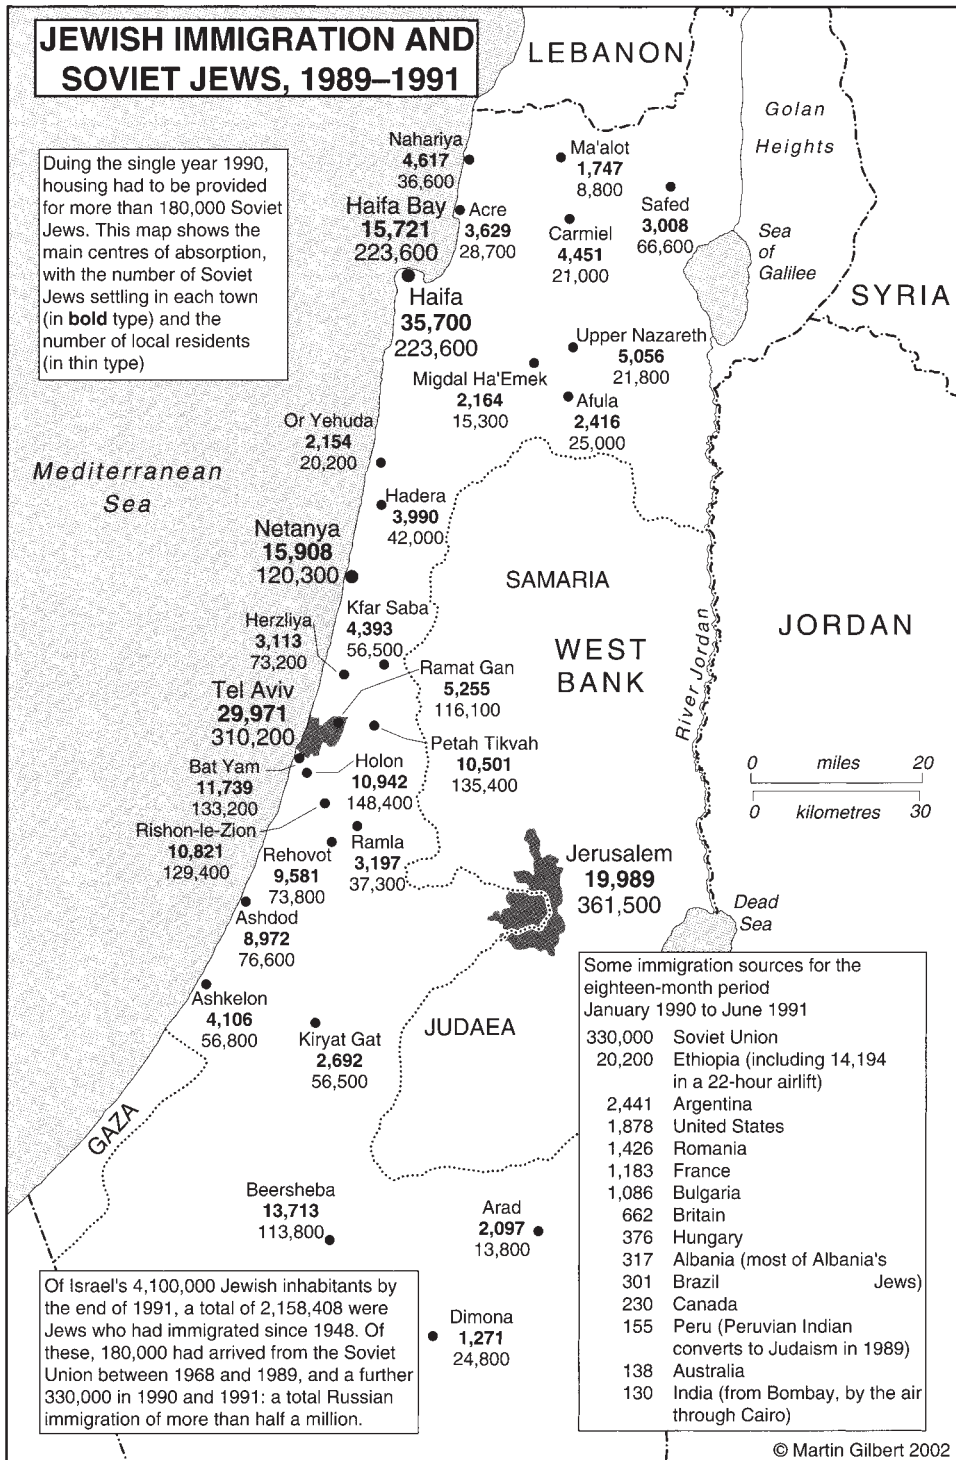 JEWISH IMMIGRATION AND
SOVIET JEWS, 1989–1991
LEBANON
Golan
Heights
Duing the single year 1990,
housing had to be provided
for more than 180,000 Soviet
Jews. This map shows the
main centres of absorption,
with the number of Soviet
Jews settling in each town
(in bold type) and the
number of local residents
(in thin type)
Nahariya
4,617
36,600
Ma'alot
1,747
8,800
Safed
3,008
66,600
Haifa Bay
15,721
223,600
Acre
3,629
28,700
Carmiel
4,451
21,000
Sea
of
Galilee
SYRIA
Haifa
35,700
223,600
Upper Nazareth
5,056
21,800
Migdal Ha'Emek
2,164
15,300
Afula
2,416
25,000
Or Yehuda
2,154
20,200
Mediterranean
Sea
Hadera
3,990
42,000
Netanya
15,908
120,300
SAMARIA
WEST
BANK
River Jordan
JORDAN
Kfar Saba
4,393
56,500
Herzliya
3,113
73,200
Ramat Gan
5,255
116,100
Tel Aviv
29,971
310,200
Petah Tikvah
10,501
135,400
Bat Yam
11,739
133,200
Holon
10,942
148,400
0 miles 20
0 kilometres 30
Rishon-le-Zion
10,821
129,400
Rehovot
9,581
73,800
Ramla
3,197
37,300
Jerusalem
19,989
361,500
Dead
Sea
Ashdod
8,972
76,600
Ashkelon
4,106
56,800
Kiryat Gat
2,692
56,500
JUDAEA
GAZA
Beersheba
13,713
113,800
Arad
2,097
13,800
Dimona
1,271
24,800
Some immigration sources for the
eighteen-month period
January 1990 to June 1991
330,000 Soviet Union
20,200 Ethiopia (including 14,194
in a 22-hour airlift)
2,441 Argentina
1,878 United States
1,426 Romania
1,183 France
1,086 Bulgaria
662 Britain
376 Hungary
317 Albania (most of Albania's
301 Brazil Jews)
230 Canada
155 Peru (Peruvian Indian
converts to Judaism in 1989)
138 Australia
130 India (from Bombay, by the air
through Cairo)
Of Israel's 4,100,000 Jewish inhabitants by
the end of 1991, a total of 2,158,408 were
Jews who had immigrated since 1948. Of
these, 180,000 had arrived from the Soviet
Union between 1968 and 1989, and a further
330,000 in 1990 and 1991: a total Russian
immigration of more than half a million.
© Martin Gilbert 2002